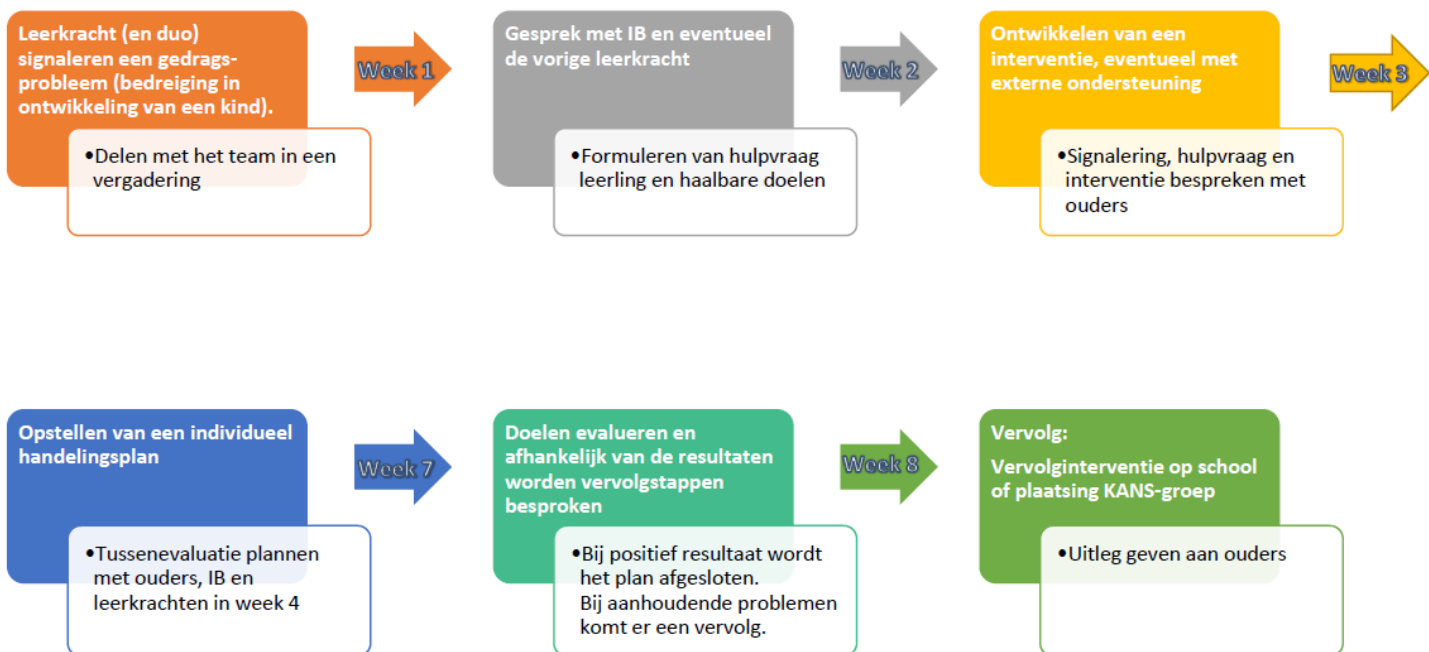 Leerkracht (en duo)
signaleren een gedrags-
probleem (bedreiging in
ontwikkeling van een kind).
•Delen met het team in een
vergadering
Week 1
Gesprek met IB en eventueel
de vorige leerkracht
•Formuleren van hulpvraag
leerling en haalbare doelen
Week 2
Ontwikkelen van een
interventie, eventueel met
externe ondersteuning
•Signalering, hulpvraag en
interventie bespreken met
ouders
Week 3
Opstellen van een individueel
handelingsplan
•Tussenevaluatie plannen
met ouders, IB en
leerkrachten in week 4
Week 7
Doelen evalueren en
afhankelijk van de resultaten
worden vervolgstappen
besproken
•Bij positief resultaat wordt
het plan afgesloten.
Bij aanhoudende problemen
komt er een vervolg.
Week 8
Vervolg:
Vervolginterventie op school
of plaatsing KANS-groep
•Uitleg geven aan ouders